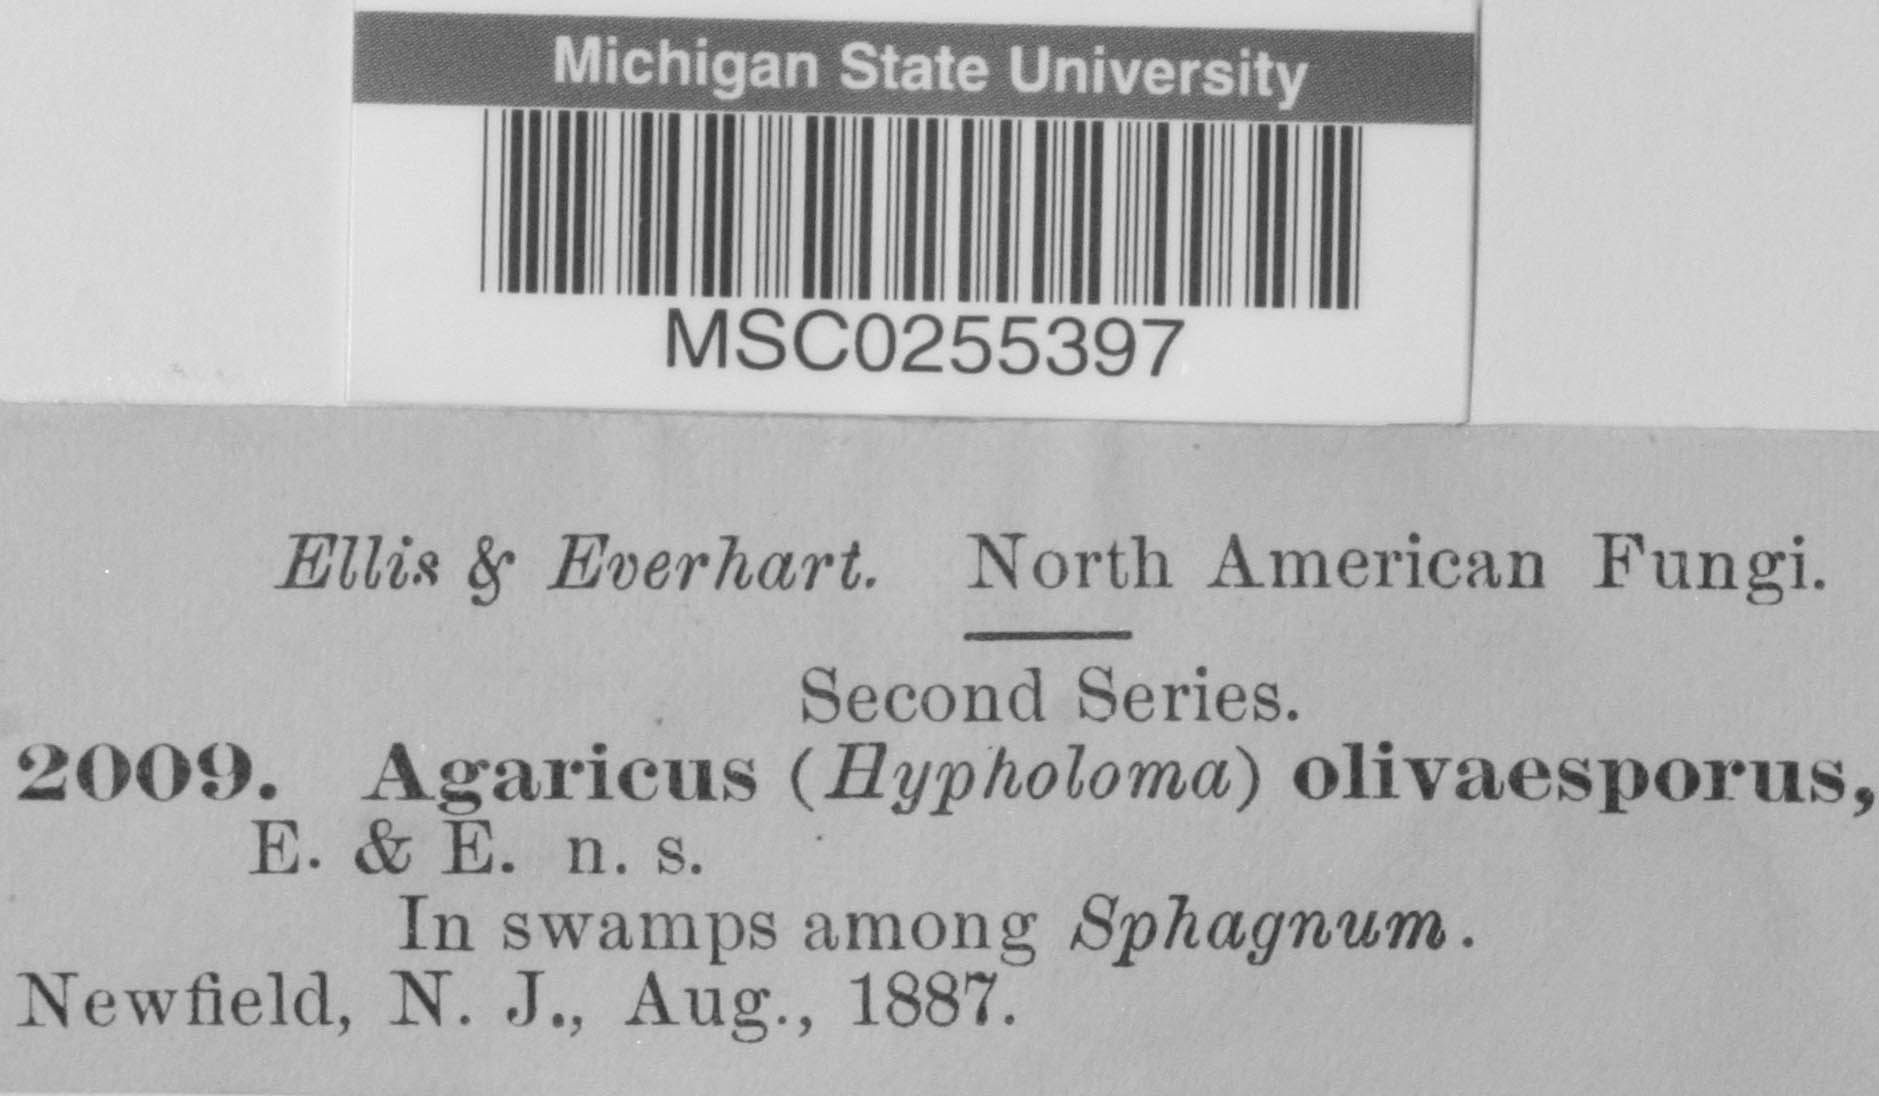 Michigan State University
MSC0255397
Ellis & Everhart. North American Fungi.
Second Series.
2009. Agaricus (Hypholoma) olivaesporus,
E. & E. n. s.
In swamps among Sphagnum.
Newfield, N. J., Aug., 1887.